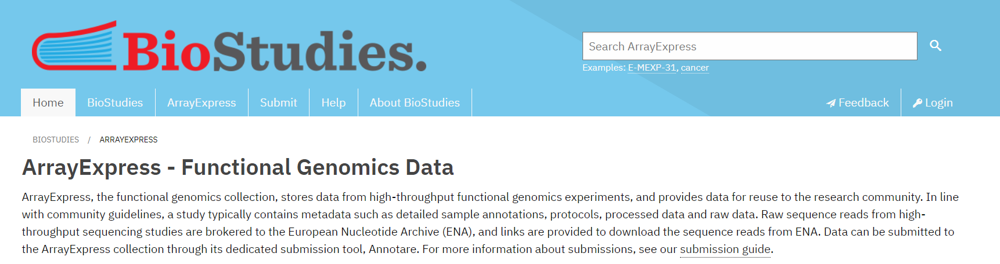 BioStudies.
Search ArrayExpress
Examples: E-MEXP-31, cancer
Home BioStudies ArrayExpress Submit Help About BioStudies Feedback Login
BIOSTUDIES / ARRAYEXPRESS
ArrayExpress - Functional Genomics Data
ArrayExpress, the functional genomics collection, stores data from high-throughput functional genomics experiments, and provides data for reuse to the research community. In line
with community guidelines, a study typically contains metadata such as detailed sample annotations, protocols, processed data and raw data. Raw sequence reads from high-
throughput sequencing studies are brokered to the European Nucleotide Archive (ENA), and links are provided to download the sequence reads from ENA. Data can be submitted to
the ArrayExpress collection through its dedicated submission tool, Annotare. For more information about submissions, see our submission guide.